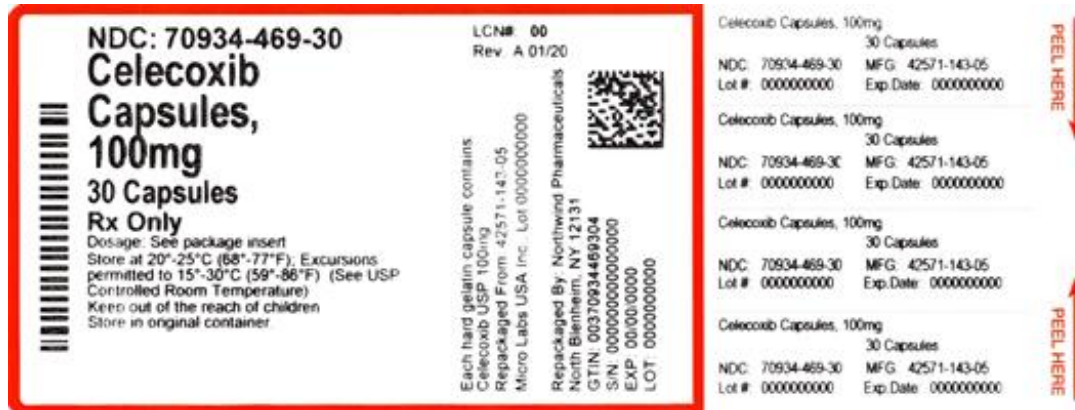 NDC: 70934-469-30
Celecoxib
Capsules,
100mg
30 Capsules
Rx Only
Dosage: See package insert
Store at 20°-25°C (68°-77°F); Excursions
permitted to 15°-30°C (59°-86°F) (See USP
Controlled Room Temperature)
Keep out of the reach of children
Store in original container
LCN#: 00
Rev. A 01/20
Each hard gelatin capsule contains
Celecoxib USP 100mg
Repackaged From: 42571-143-05
Micro Labs USA Inc. Lot 0000000000
Repackaged By: Northwind Pharmaceuticals
North Blenheim, NY 12131
GTIN: 00370934469304
S/N: 00000000000000
EXP: 00/00/0000
LOT: 0000000000
Celecoxib Capsules, 100mg
30 Capsules
NDC: 70934-469-30 MFG: 42571-143-05
Lot #: 0000000000 Exp.Date: 0000000000
Celecoxib Capsules, 100mg
30 Capsules
NDC: 70934-469-30 MFG: 42571-143-05
Lot #: 0000000000 Exp.Date: 0000000000
Celecoxib Capsules, 100mg
30 Capsules
NDC: 70934-469-30 MFG: 42571-143-05
Lot #: 0000000000 Exp.Date: 0000000000
Celecoxib Capsules, 100mg
30 Capsules
NDC: 70934-469-30 MFG: 42571-143-05
Lot #: 0000000000 Exp.Date: 0000000000
PEEL HERE
PEEL HERE